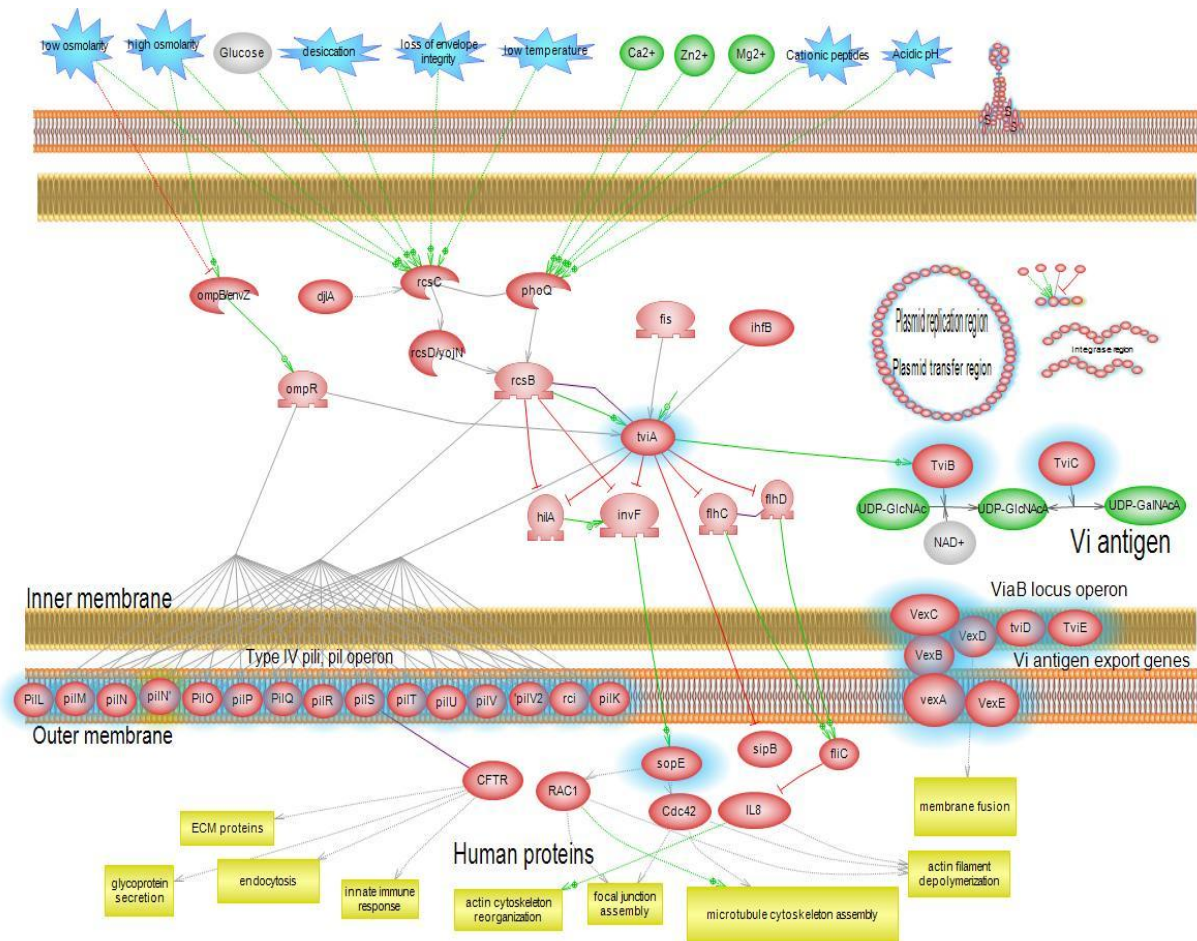 low osmolarity
high osmolarity
Glucose
desiccation
loss of envelope
integrity
low temperature
Ca2+
Zn2+
Mg2+
Cationic peptides
Acidic pH
S
S
S
ompB/envZ
djlA
rcsC
phoQ
fis
ihfB
Plasmid replication region
Plasmid transfer region
Integrase region
rcsD/yojN
ompR
rcsB
tviA
TviB
TviC
hilA
invF
flhC
flhD
UDP-GlcNAc
UDP-GlcNAcA
UDP-GalNAcA
NAD+
Vi antigen
Inner membrane
ViaB locus operon
VexC
VexD
tviD
TviE
VexB
Type IV pili, pil operon
Vi antigen export genes
PilL
pilM
pilN
pilN'
PilO
pilP
PilQ
pilR
pilS
pilT
pilU
pilV
pilV2
rci
pilK
vexA
VexE
Outer membrane
sopE
sipB
fliC
CFTR
RAC1
Cdc42
IL8
membrane fusion
ECM proteins
Human proteins
glycoprotein
secretion
endocytosis
innate immune
response
actin cytoskeleton
reorganization
focal junction
assembly
microtubule cytoskeleton assembly
actin filament
depolymerization